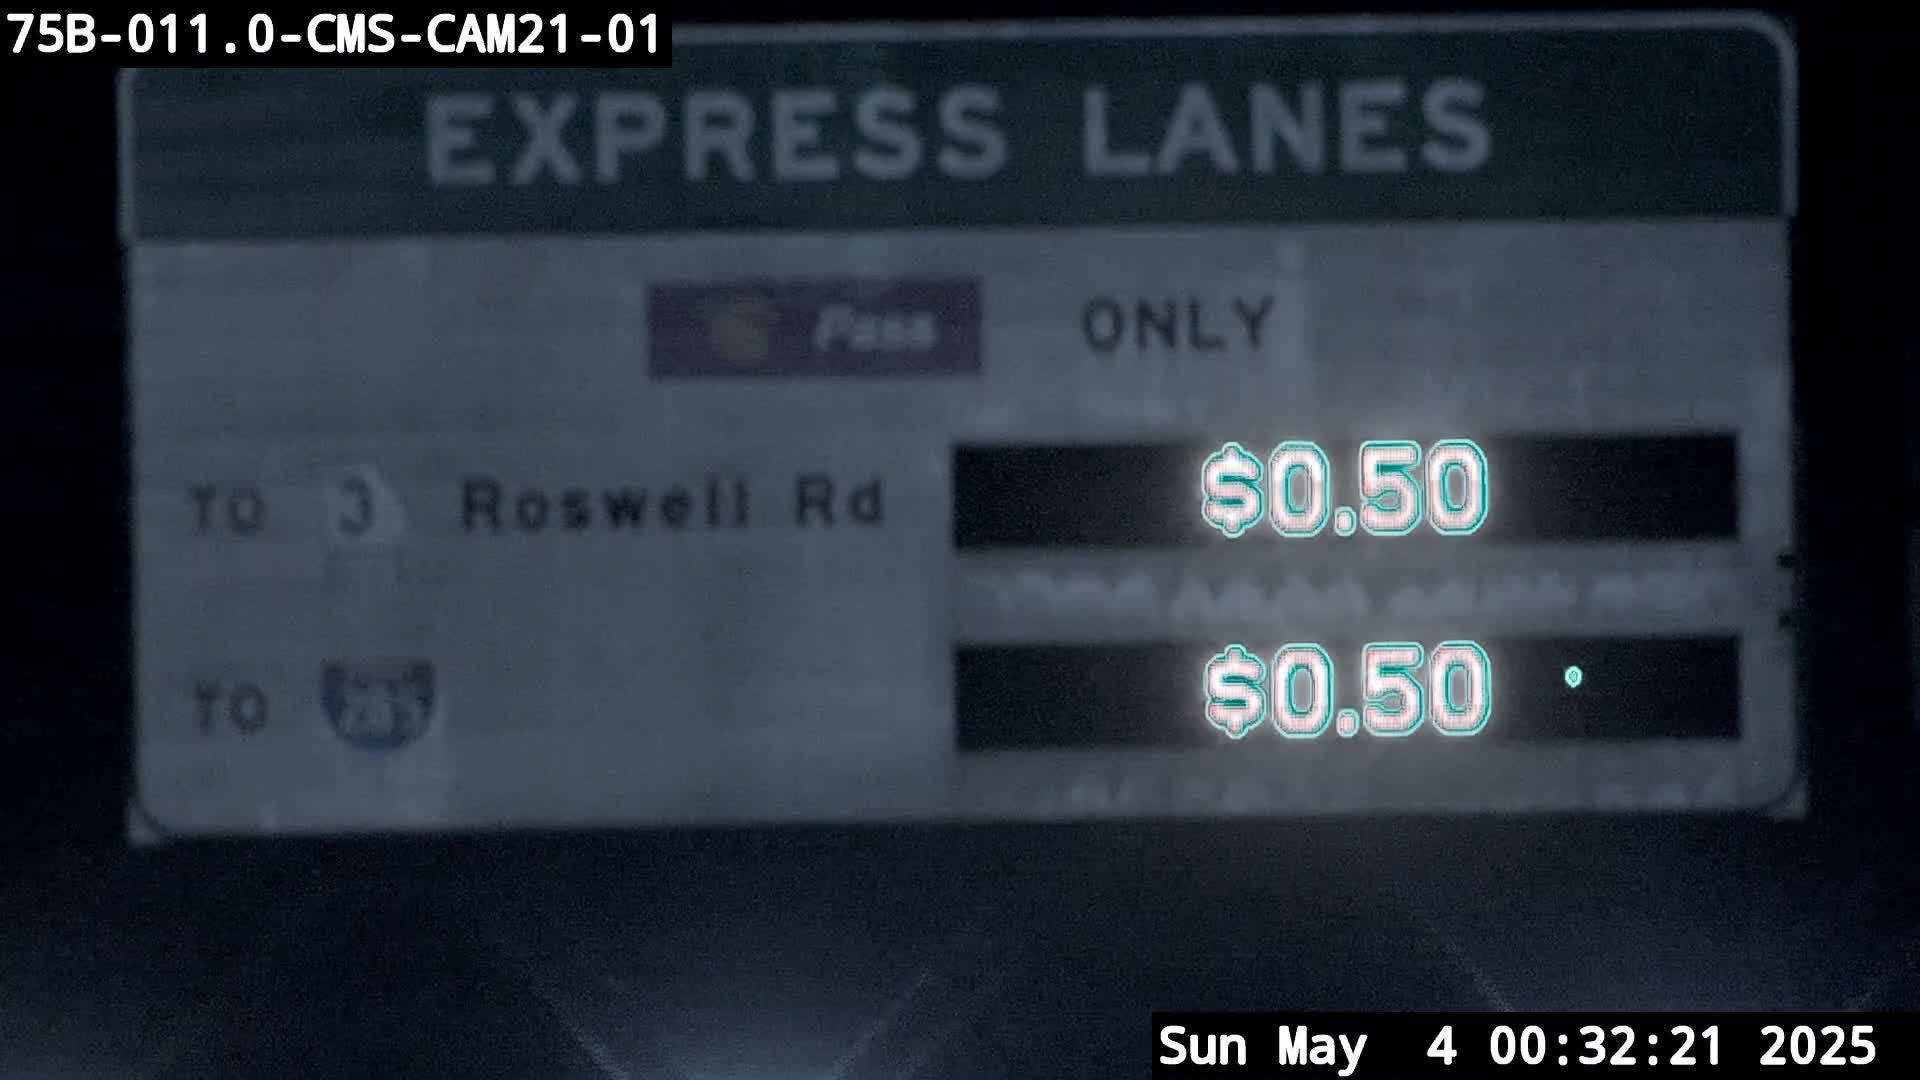 75B-011.0-CMS-CAM21-01
EXPRESS LANES
Pass ONLY
TO 3 Roswell Rd $0.50
TO 285 $0.50
Sun May 4 00:32:21 2025